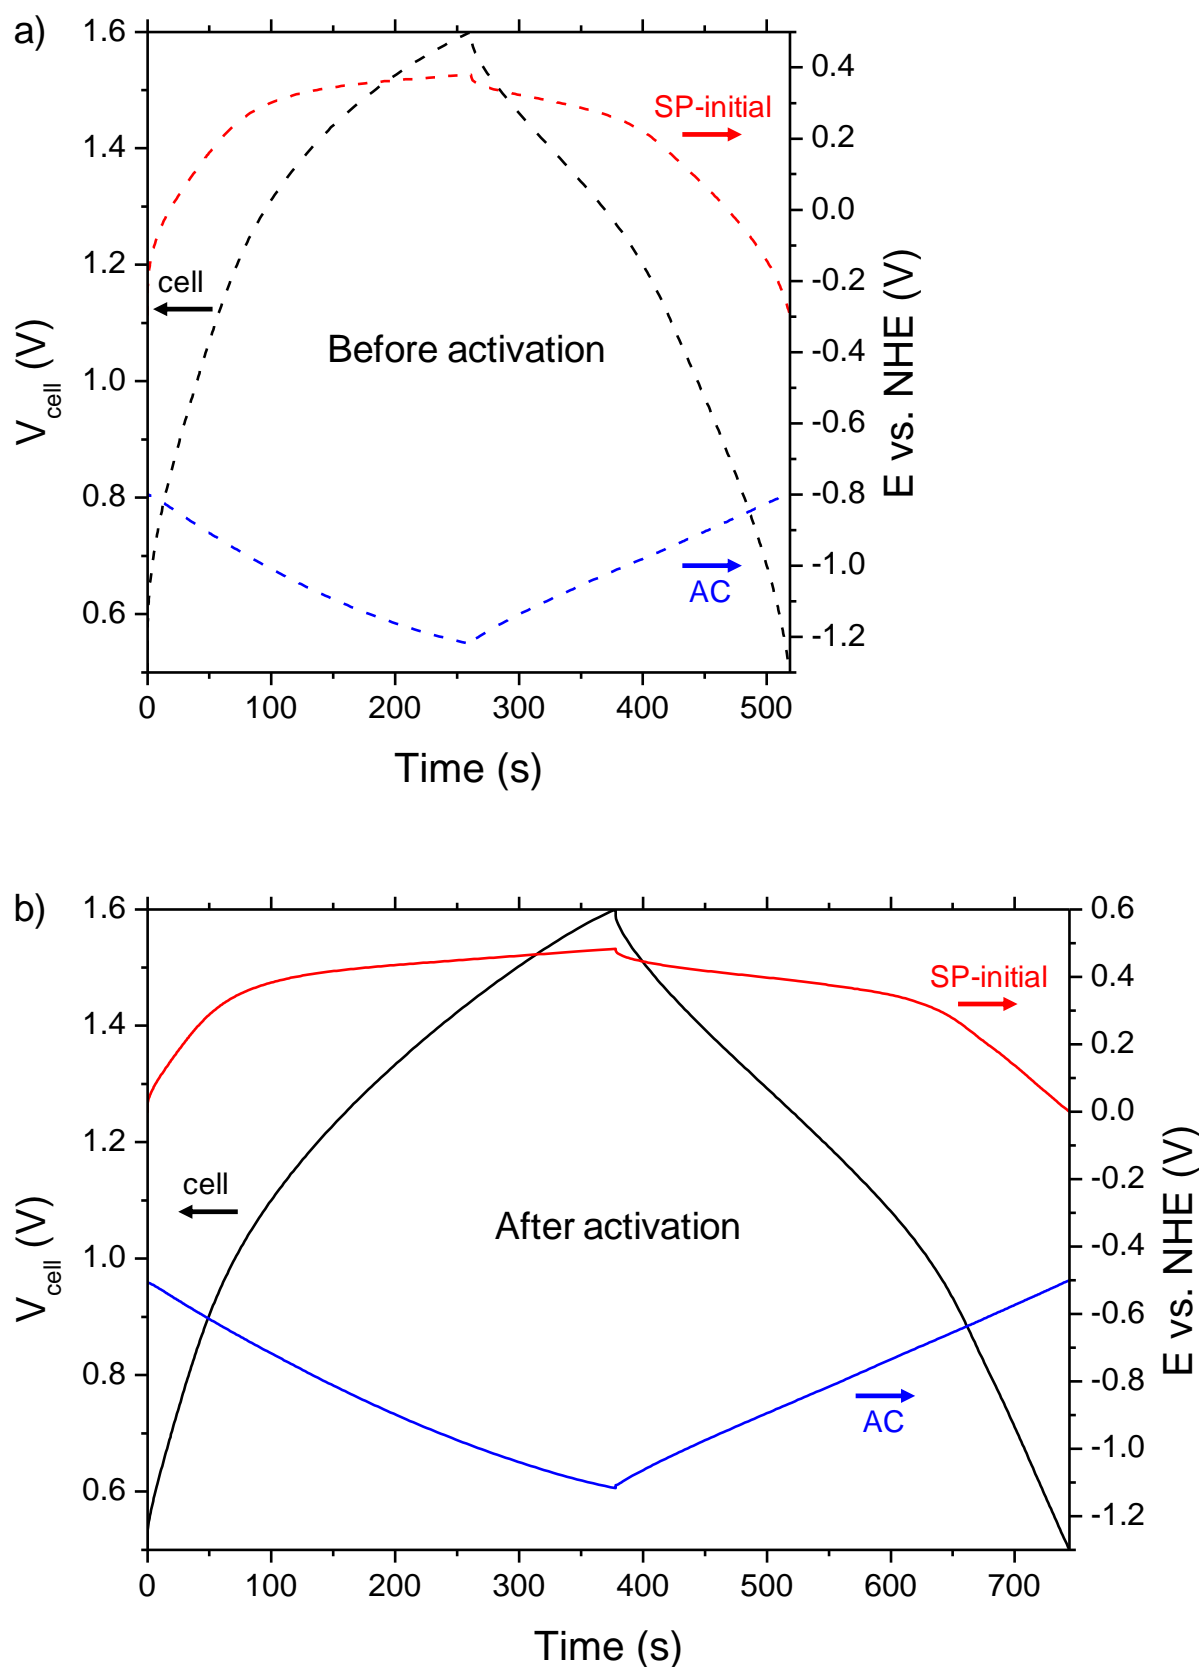 a)
1.6
1.4
1.2
1.0
0.8
0.6
V_cell (V)
0.4
0.2
0.0
-0.2
-0.4
-0.6
-0.8
-1.0
-1.2
E vs. NHE (V)
SP-initial
cell
Before activation
AC
0 100 200 300 400 500
Time (s)
b)
1.6
1.4
1.2
1.0
0.8
0.6
V_cell (V)
0.6
0.4
0.2
0.0
-0.2
-0.4
-0.6
-0.8
-1.0
-1.2
E vs. NHE (V)
SP-initial
cell
After activation
AC
0 100 200 300 400 500 600 700
Time (s)